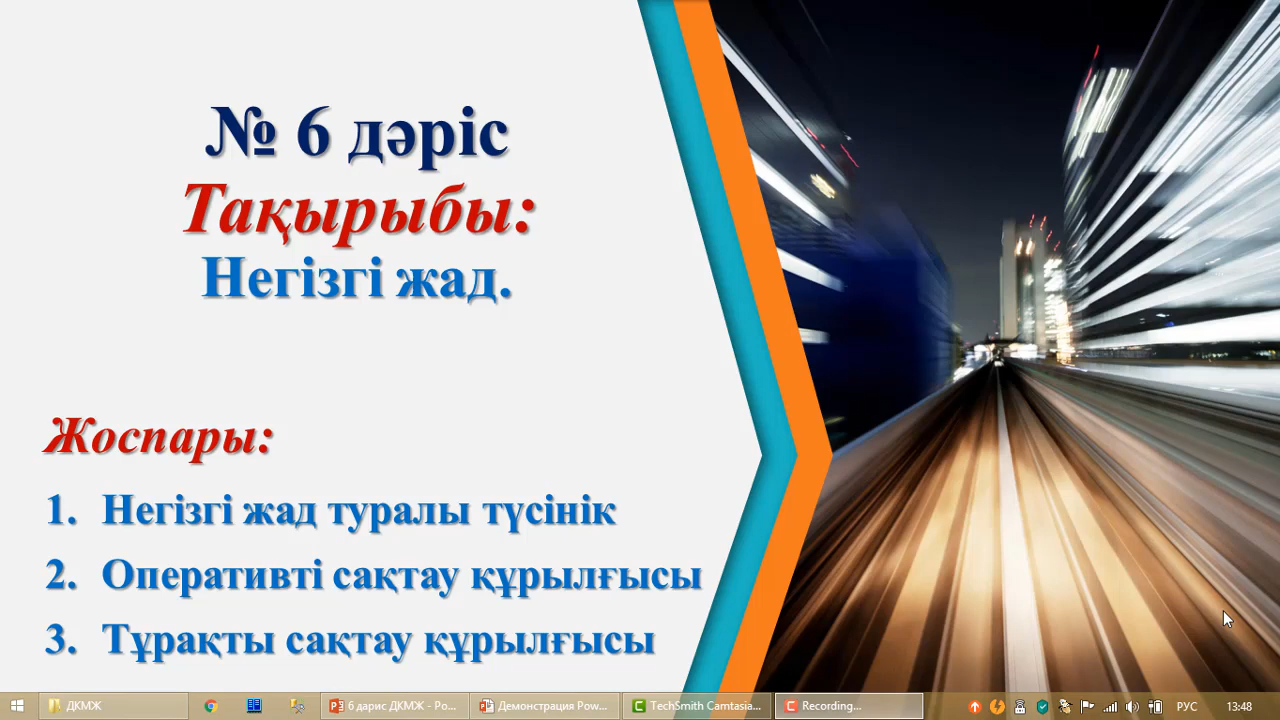 № 6 дәріс
Тақырыбы:
Негізгі жад.
Жоспары:
1. Негізгі жад туралы түсінік
2. Оперативті сақтау құрылғысы
3. Тұрақты сақтау құрылғысы
ДКМЖ
6 дарис ДКМЖ - Po...
Демонстрация Pow...
TechSmith Camtasia...
Recording...
РУС
13:48